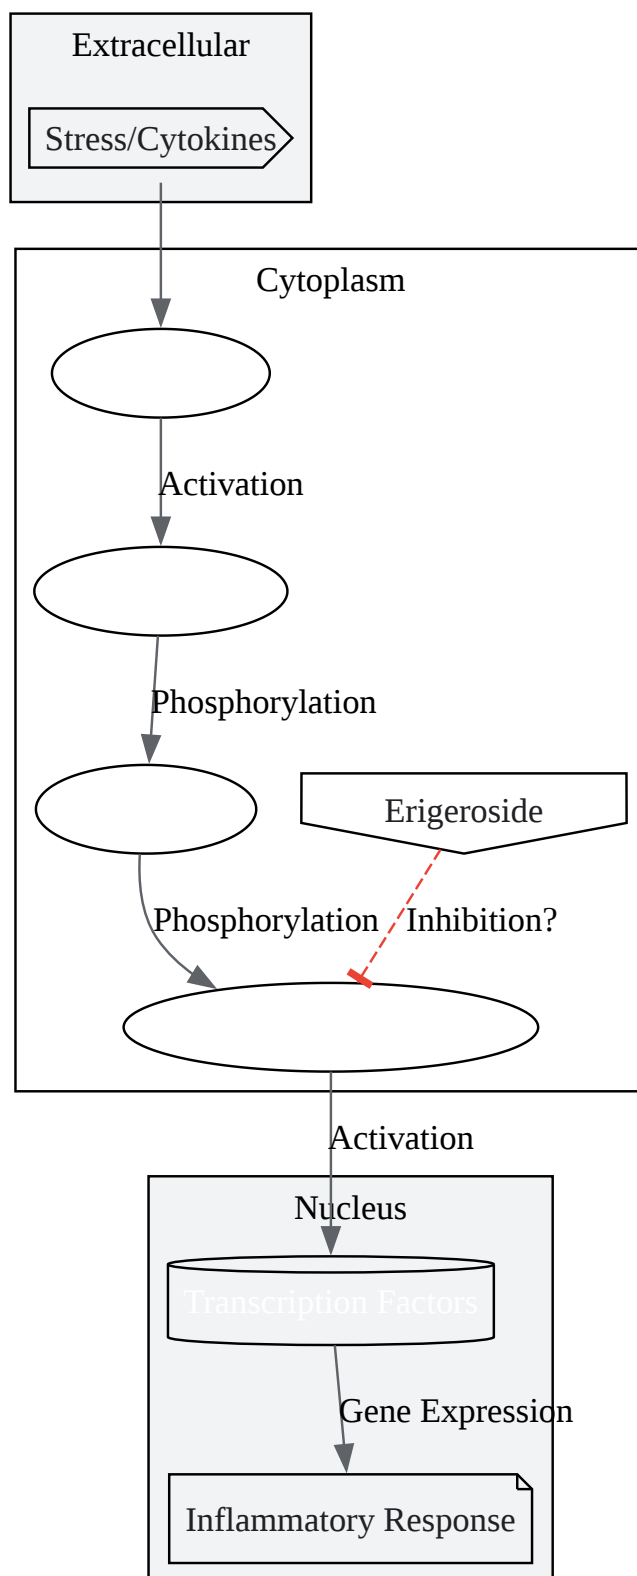 Extracellular
Stress/Cytokines
Cytoplasm
Activation
Phosphorylation
Erigeroside
Phosphorylation
Inhibition?
Activation
Nucleus
Transcription Factors
Gene Expression
Inflammatory Response